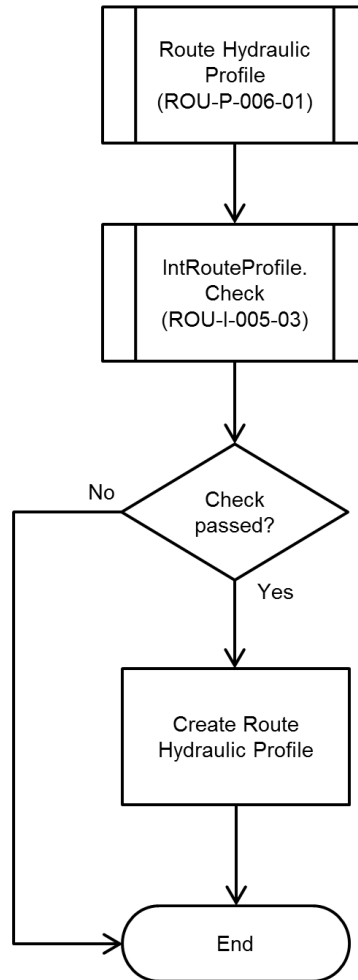 Route Hydraulic
Profile
(ROU-P-006-01)
IntRouteProfile.
Check
(ROU-I-005-03)
No
Check
passed?
Yes
Create Route
Hydraulic Profile
End